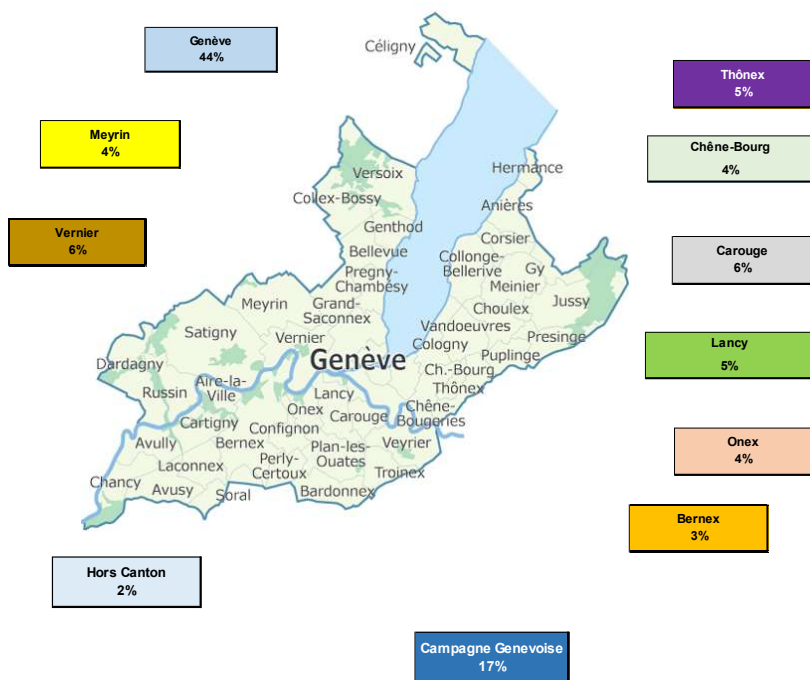 Genève
44%
Céligny
Thônex
5%
Meyrin
4%
Chêne-Bourg
4%
Hermance
Versoix
Collex-Bossy
Anières
Genthod
Vernier
6%
Corsier
Bellevue
Collonge-
Bellerive
Gy
Carouge
6%
Pregny-
Chambésy
Meinier
Jussy
Meyrin
Grand-
Saconnex
Choulex
Satigny
Vernier
Vandoeuvres
Presinge
Cologny
Lancy
5%
Genève
Puplinge
Dardagny
Ch.-Bourg
Thônex
Russin
Aire-la-
Ville
Lancy
Onex
Carouge
Chêne-
Bougeries
Cartigny
Confignon
Avully
Bernex
Plan-les-
Ouates
Veyrier
Onex
4%
Laconnex
Perly-
Certoux
Troinex
Chancy
Avusy
Soral
Bardonnex
Bernex
3%
Hors Canton
2%
Campagne Genevoise
17%